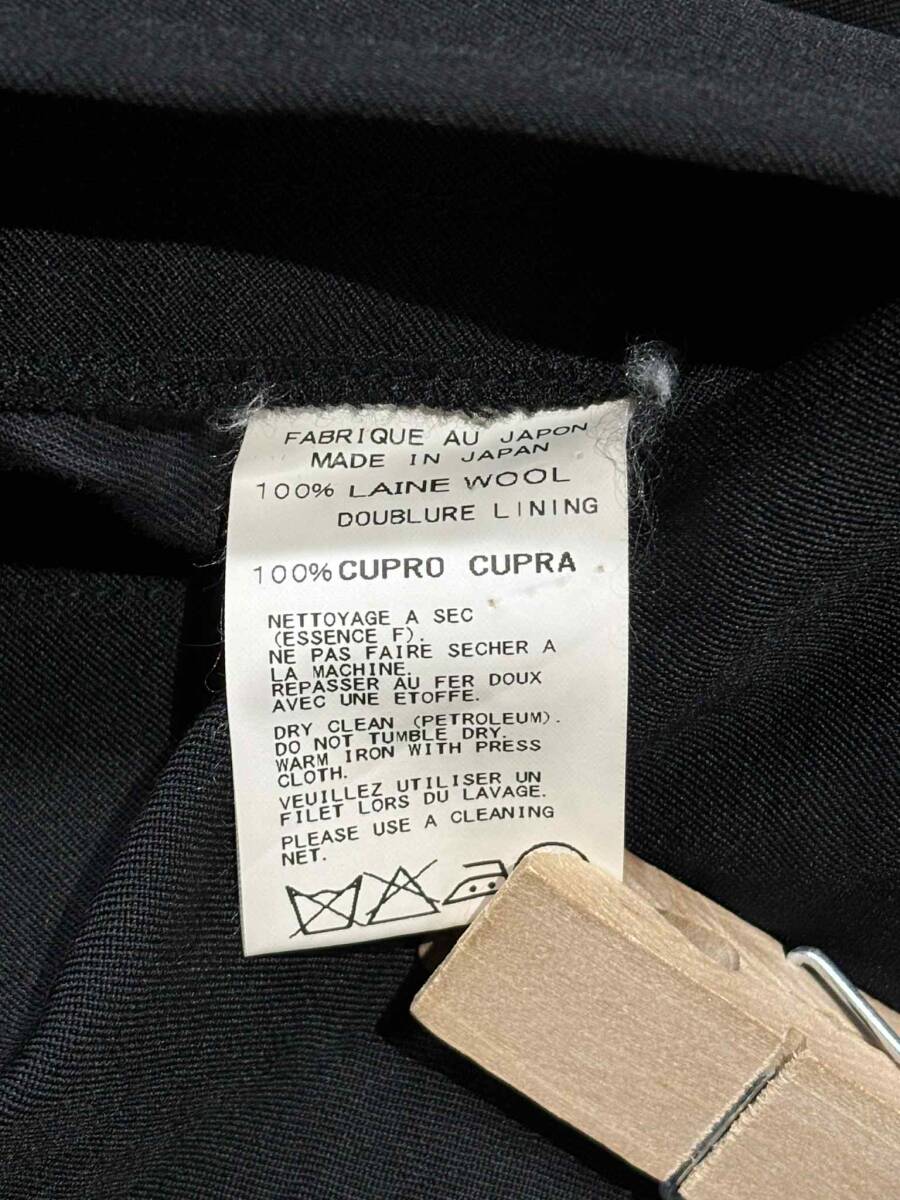 FABRIQUE AU JAPON
MADE IN JAPAN
100% LAINE WOOL
DOUBLURE LINING
100% CUPRO CUPRA
NETTOYAGE A SEC
(ESSENCE F).
NE PAS FAIRE SECHER A
LA MACHINE.
REPASSER AU FER DOUX
AVEC UNE ETOFFE.
DRY CLEAN (PETROLEUM).
DO NOT TUMBLE DRY.
WARM IRON WITH PRESS
CLOTH.
VEUILLEZ UTILISER UN
FILET LORS DU LAVAGE.
PLEASE USE A CLEANING
NET.